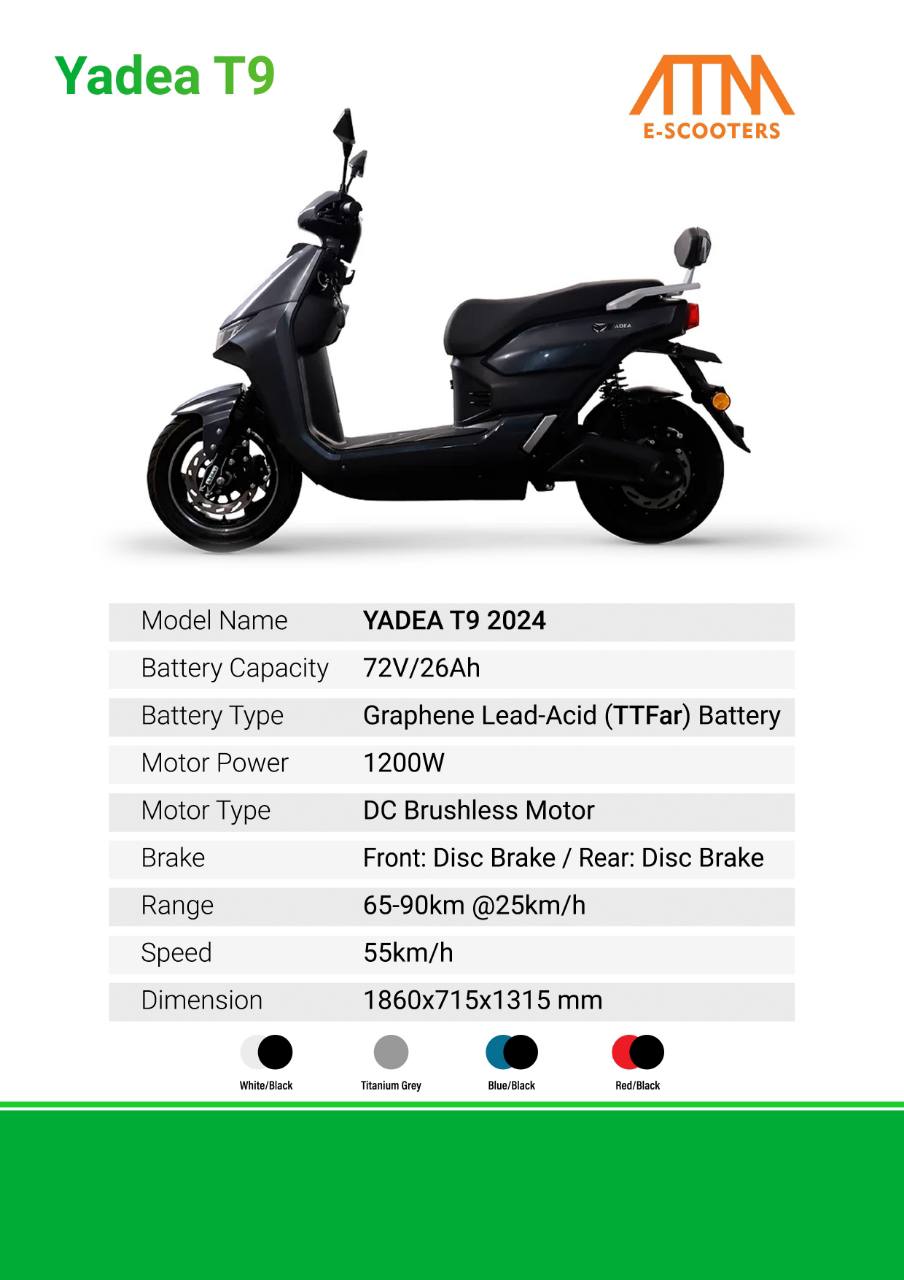 Yadea T9
ATM
E-SCOOTERS
YADEA
Model Name YADEA T9 2024
Battery Capacity 72V/26Ah
Battery Type Graphene Lead-Acid (TTFar) Battery
Motor Power 1200W
Motor Type DC Brushless Motor
Brake Front: Disc Brake / Rear: Disc Brake
Range 65-90km @25km/h
Speed 55km/h
Dimension 1860x715x1315 mm
White/Black Titanium Grey Blue/Black Red/Black